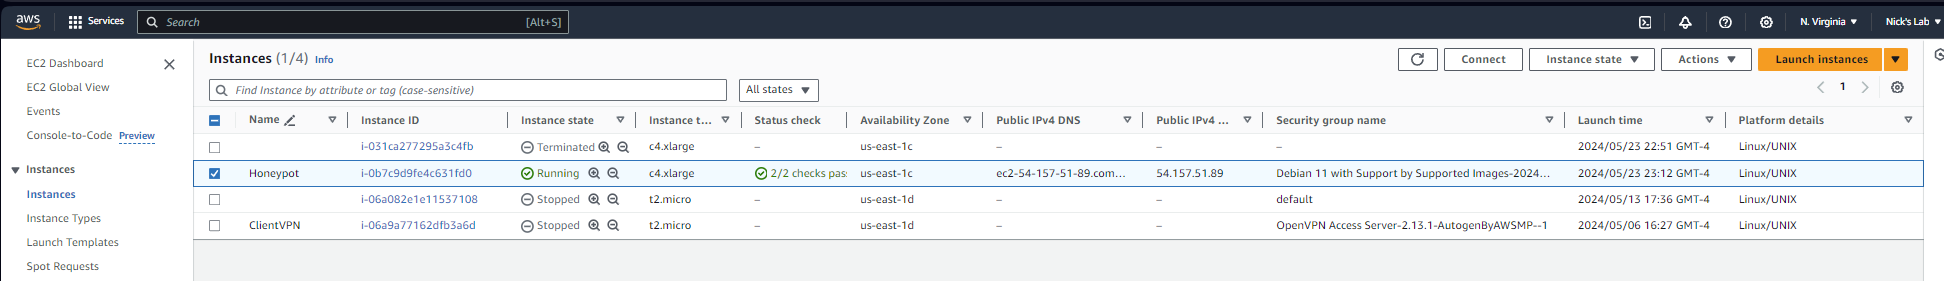 aws Services Search [Alt+S] N. Virginia Nick's Lab
EC2 Dashboard
EC2 Global View
Events
Console-to-Code Preview
Instances
Instances
Instance Types
Launch Templates
Spot Requests
Instances (1/4) Info Connect Instance state Actions Launch instances
Find Instance by attribute or tag (case-sensitive) All states 1
Name Instance ID Instance state Instance t... Status check Availability Zone Public IPv4 DNS Public IPv4 ... Security group name Launch time Platform details
i-031ca277295a3c4fb Terminated c4.xlarge – us-east-1c – – – 2024/05/23 22:51 GMT-4 Linux/UNIX
Honeypot i-0b7c9d9fe4c631fd0 Running c4.xlarge 2/2 checks pas us-east-1c ec2-54-157-51-89.com... 54.157.51.89 Debian 11 with Support by Supported Images-2024... 2024/05/23 23:12 GMT-4 Linux/UNIX
i-06a082e1e11537108 Stopped t2.micro – us-east-1d – – default 2024/05/13 17:36 GMT-4 Linux/UNIX
ClientVPN i-06a9a77162dfb3a6d Stopped t2.micro – us-east-1d – – OpenVPN Access Server-2.13.1-AutogenByAWSMP--1 2024/05/06 16:27 GMT-4 Linux/UNIX